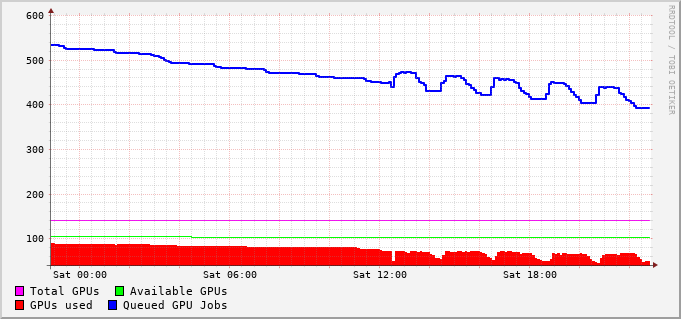 600
500
400
300
200
100
Sat 00:00 Sat 06:00 Sat 12:00 Sat 18:00
Total GPUs Available GPUs
GPUs used Queued GPU Jobs
RRDTOOL / TOBI OETIKER